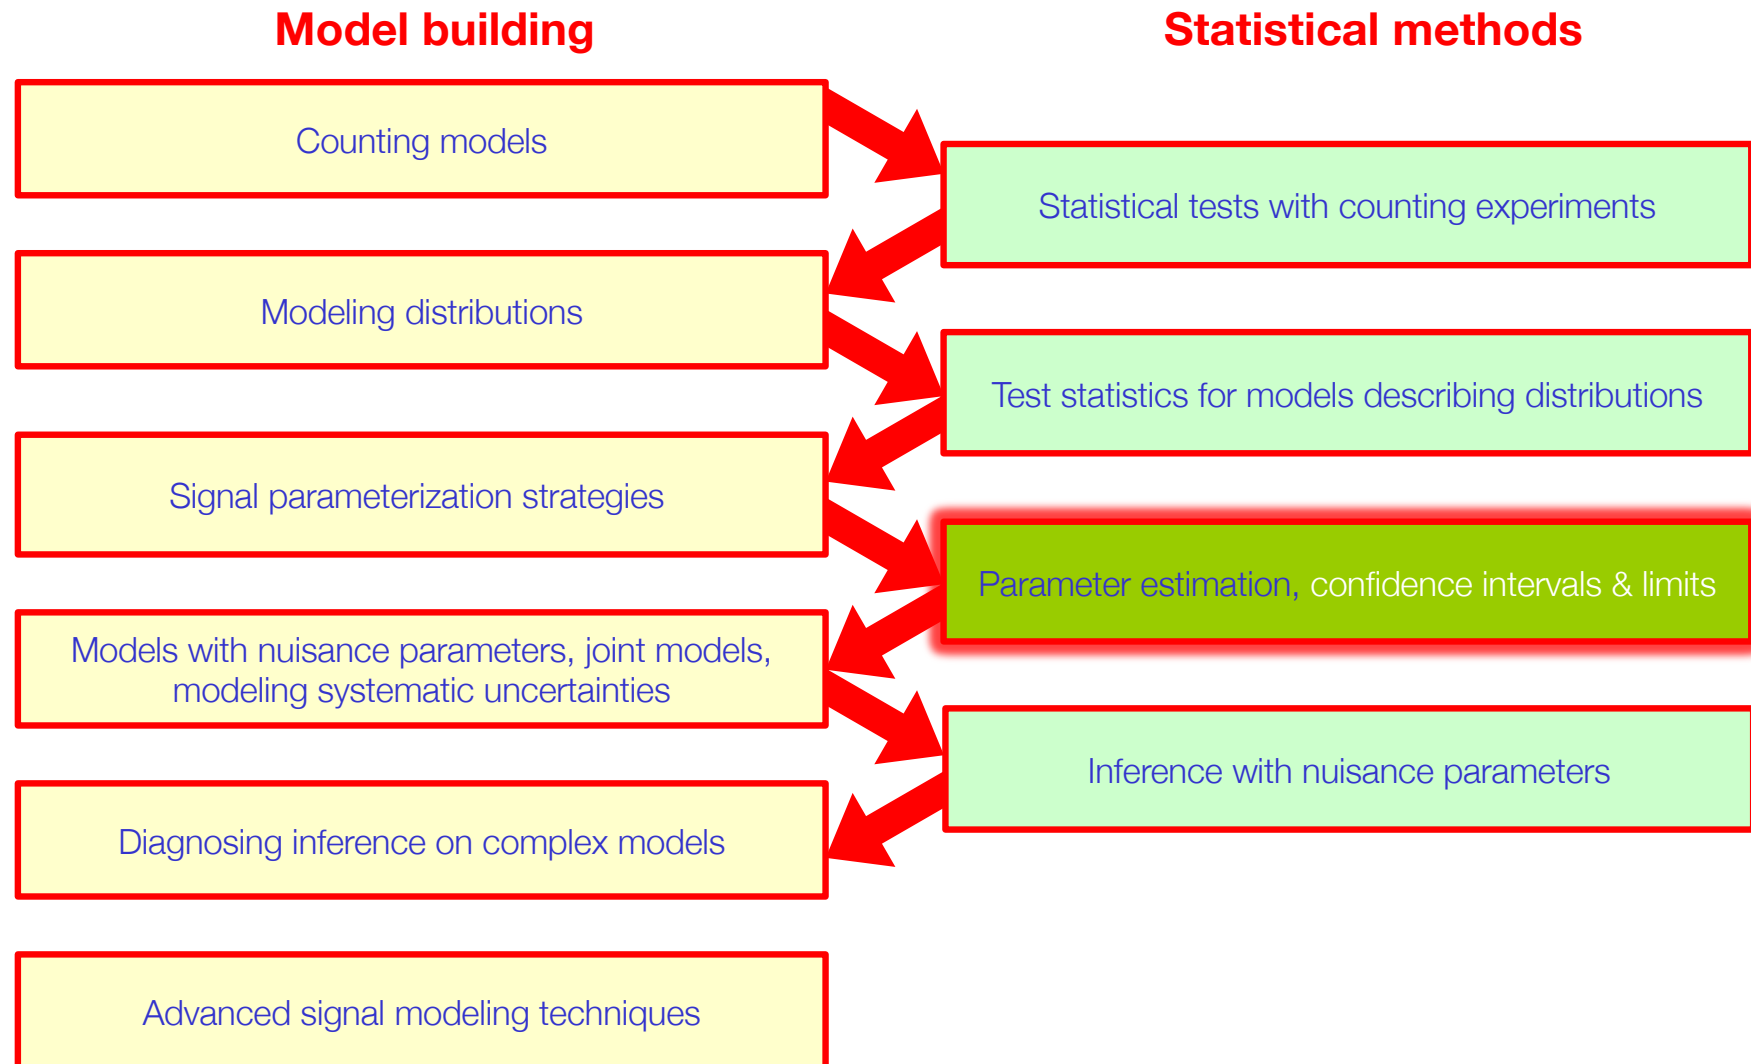 Model building
Statistical methods
Counting models
Statistical tests with counting experiments
Modeling distributions
Test statistics for models describing distributions
Signal parameterization strategies
Parameter estimation, confidence intervals & limits
Models with nuisance parameters, joint models,
modeling systematic uncertainties
Inference with nuisance parameters
Diagnosing inference on complex models
Advanced signal modeling techniques